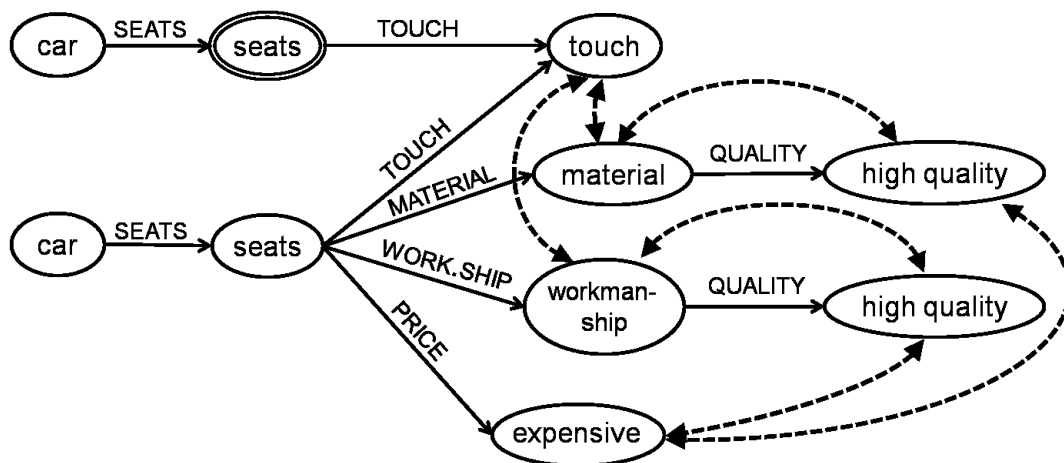 car
SEATS
seats
TOUCH
touch
TOUCH
MATERIAL
material
QUALITY
high quality
car
SEATS
seats
WORK.SHIP
workman-
ship
QUALITY
high quality
PRICE
expensive